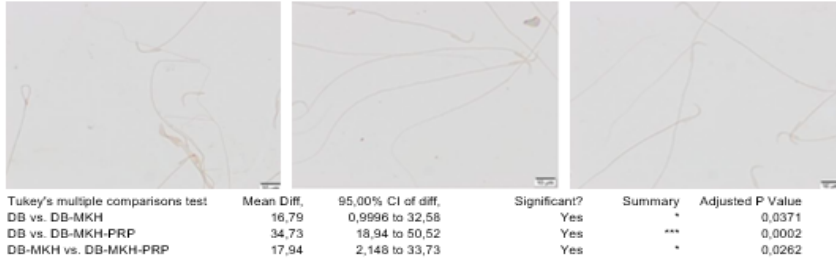 Tukey's multiple comparisons test Mean Diff, 95,00% CI of diff, Significant? Summary Adjusted P Value
DB vs. DB-MKH 16,79 0,9996 to 32,58 Yes * 0,0371
DB vs. DB-MKH-PRP 34,73 18,94 to 50,52 Yes *** 0,0002
DB-MKH vs. DB-MKH-PRP 17,94 2,148 to 33,73 Yes * 0,0262